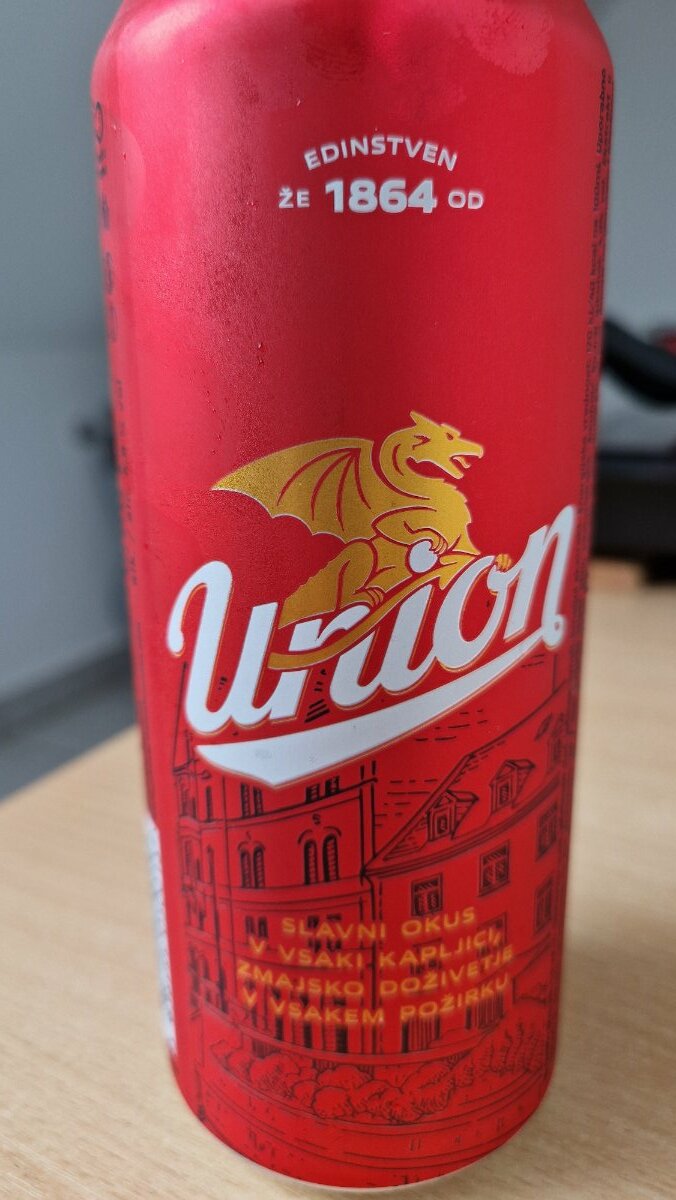 EDINSTVEN
ŽE 1864 OD
Union
SLAVNI OKUS
V VSAKI KAPLJICI,
ZMAJSKO DOŽIVETJE
V VSAKEM POŽIRKU